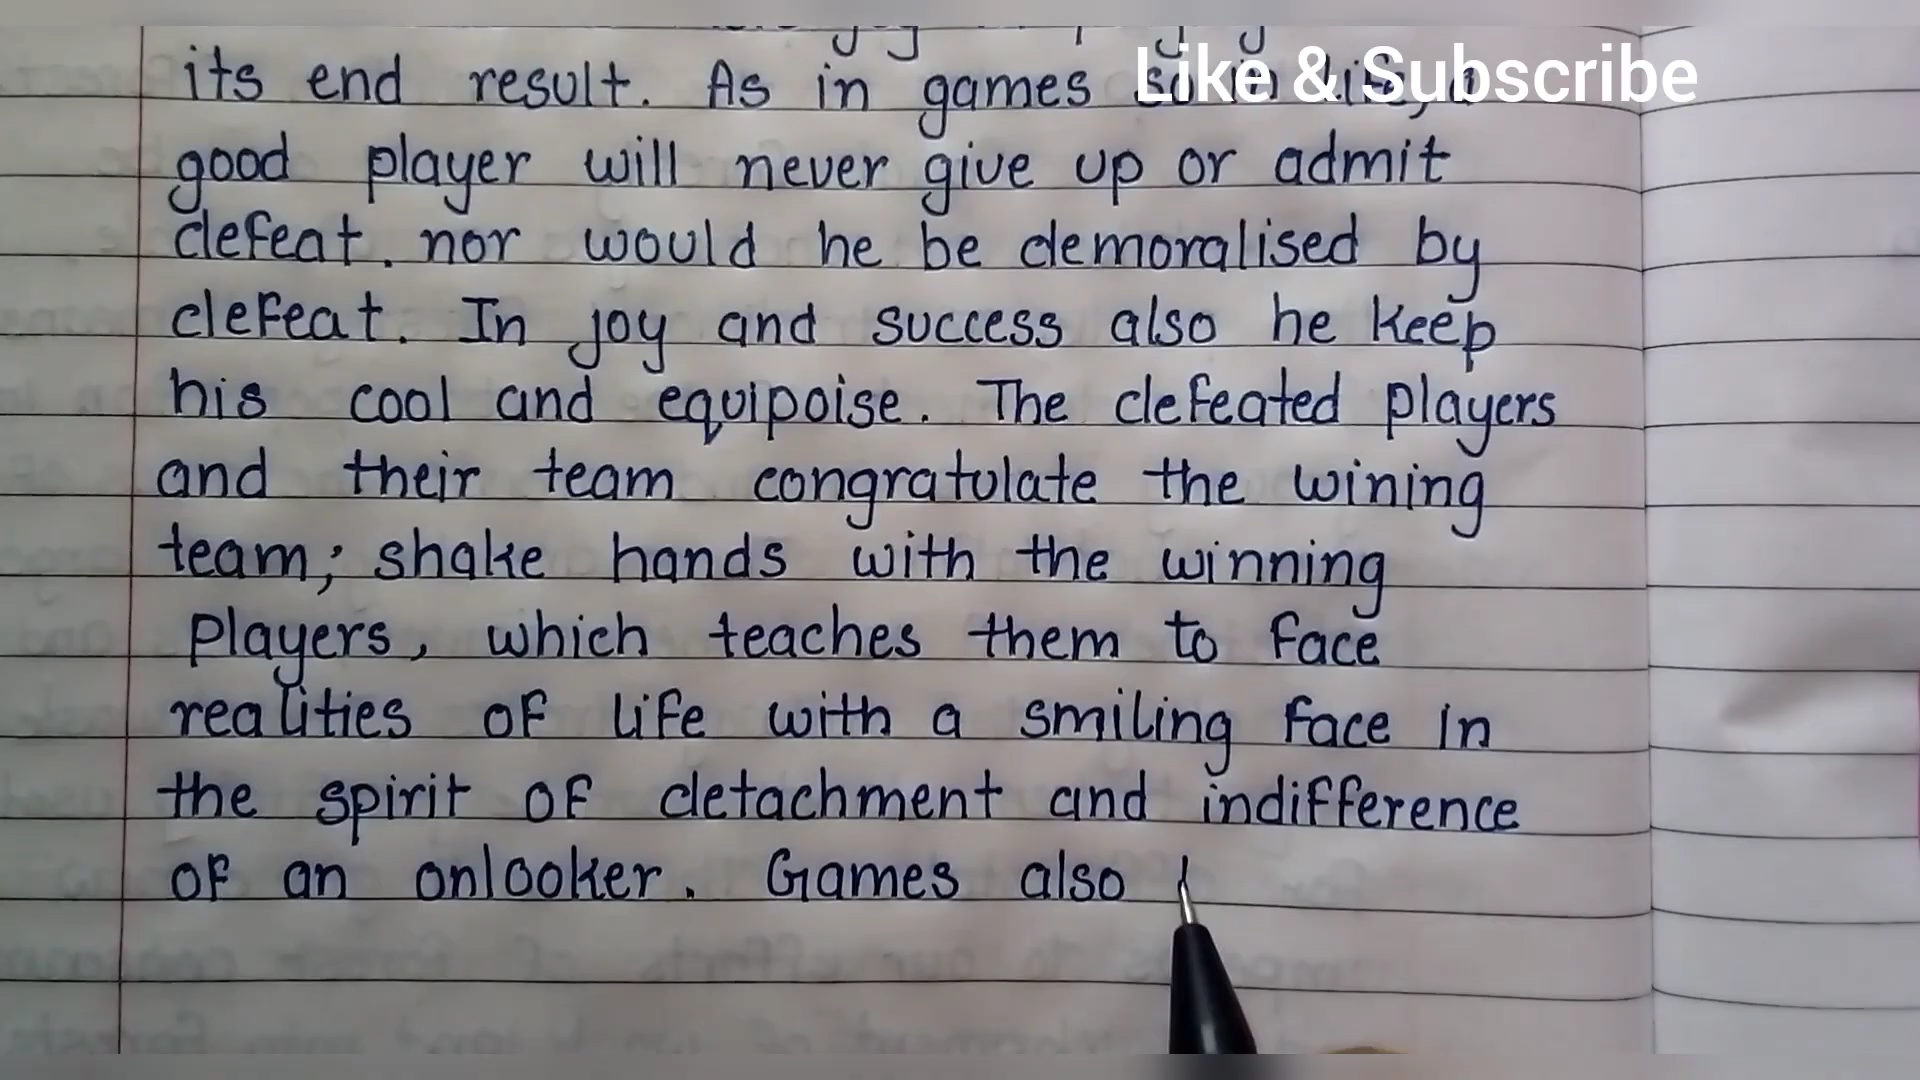 Like & Subscribe
its end result. As in games so in life, a
good player will never give up or admit
defeat. nor would he be demoralised by
defeat. In joy and success also he keep
his cool and equipoise. The defeated players
and their team congratulate the wining
team; shake hands with the winning
Players, which teaches them to face
realities of life with a smiling face in
the spirit of detachment and indifference
of an onlooker. Games also